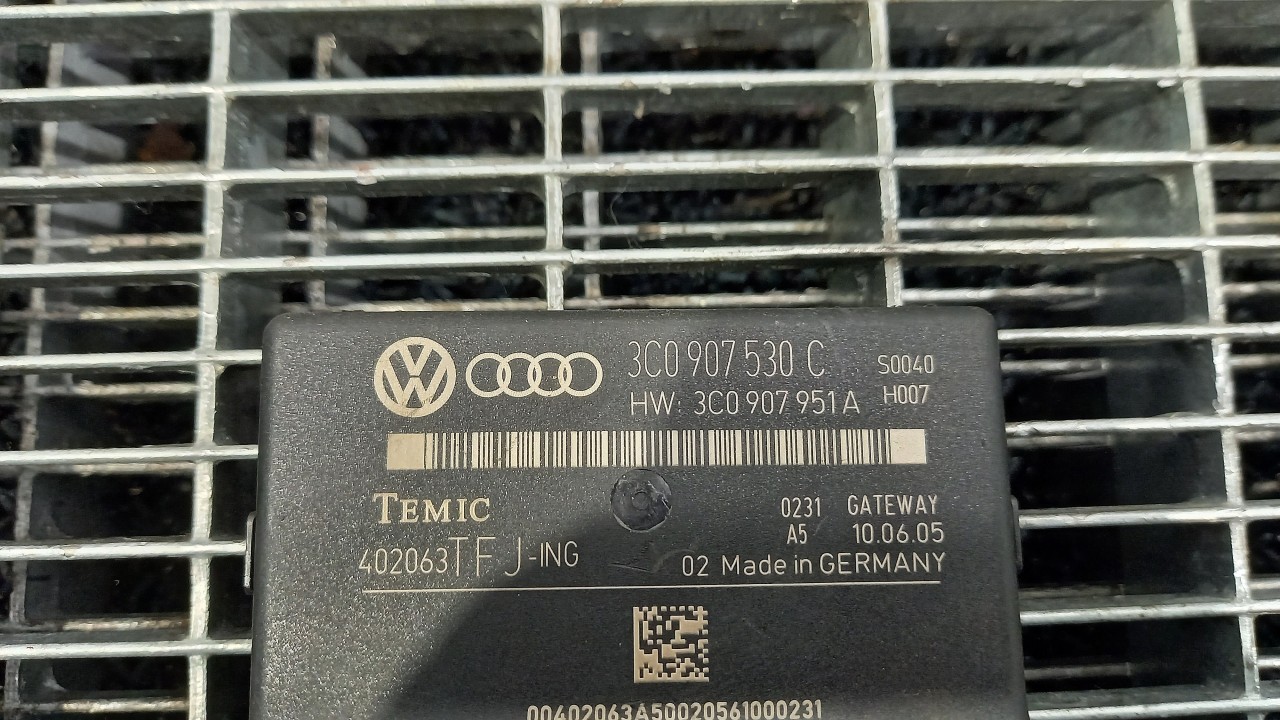 3C0 907 530 C S0040
HW: 3C0 907 951 A H007
TEMIC 0231 GATEWAY
A5 10.06.05
402063TFJ-ING 02 Made in GERMANY
00402063A50020561000231